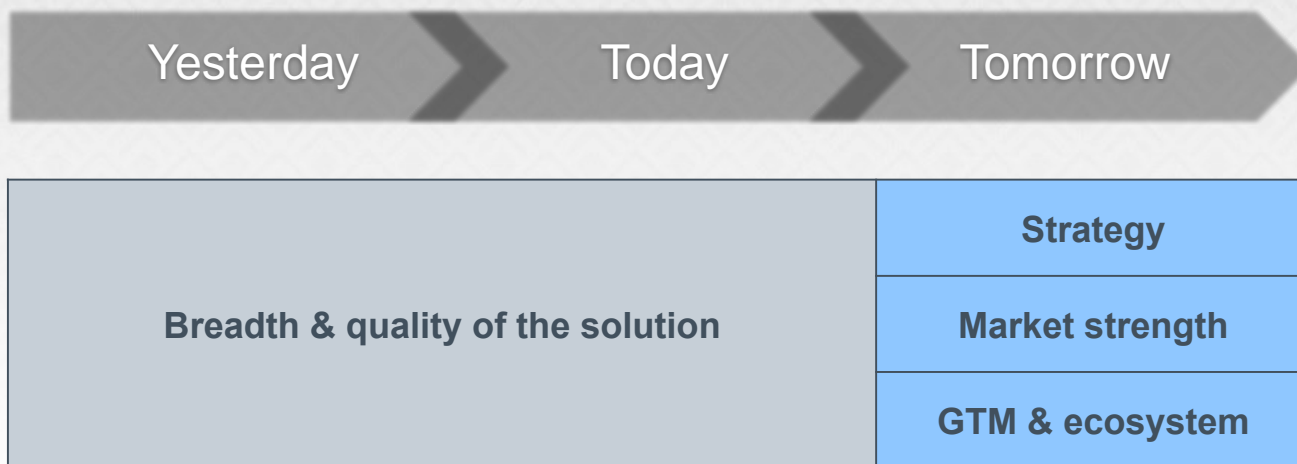 Yesterday Today Tomorrow
Strategy
Breadth & quality of the solution Market strength
GTM & ecosystem